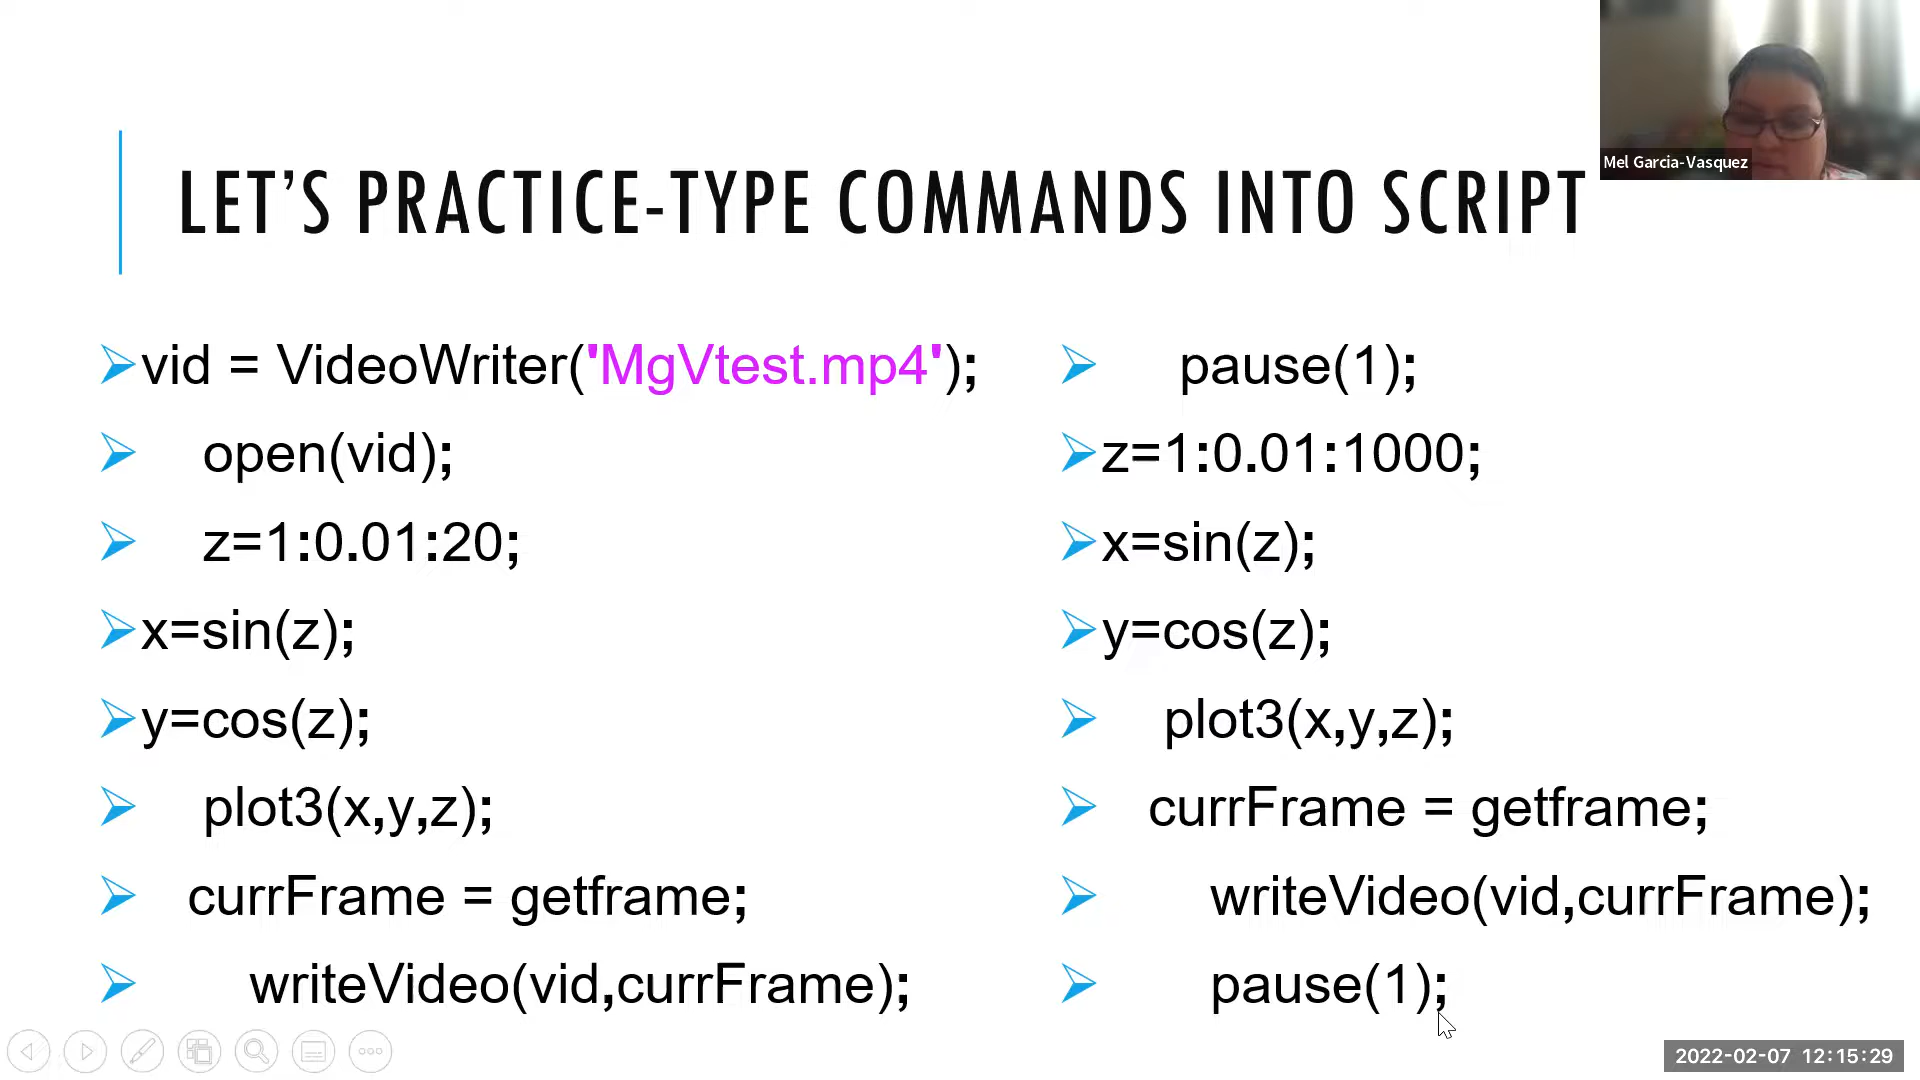 Mel Garcia-Vasquez
LET'S PRACTICE-TYPE COMMANDS INTO SCRIPT
vid = VideoWriter('MgVtest.mp4');
open(vid);
z=1:0.01:20;
x=sin(z);
y=cos(z);
plot3(x,y,z);
currFrame = getframe;
writeVideo(vid,currFrame);
pause(1);
z=1:0.01:1000;
x=sin(z);
y=cos(z);
plot3(x,y,z);
currFrame = getframe;
writeVideo(vid,currFrame);
pause(1);
2022-02-07 12:15:29